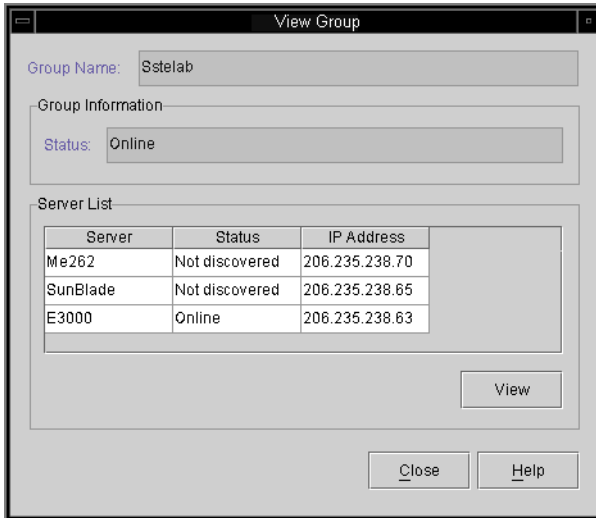 View Group
Group Name: Sstelab
Group Information
Status: Online
Server List
Server Status IP Address
Me262 Not discovered 206.235.238.70
SunBlade Not discovered 206.235.238.65
E3000 Online 206.235.238.63
View
Close Help